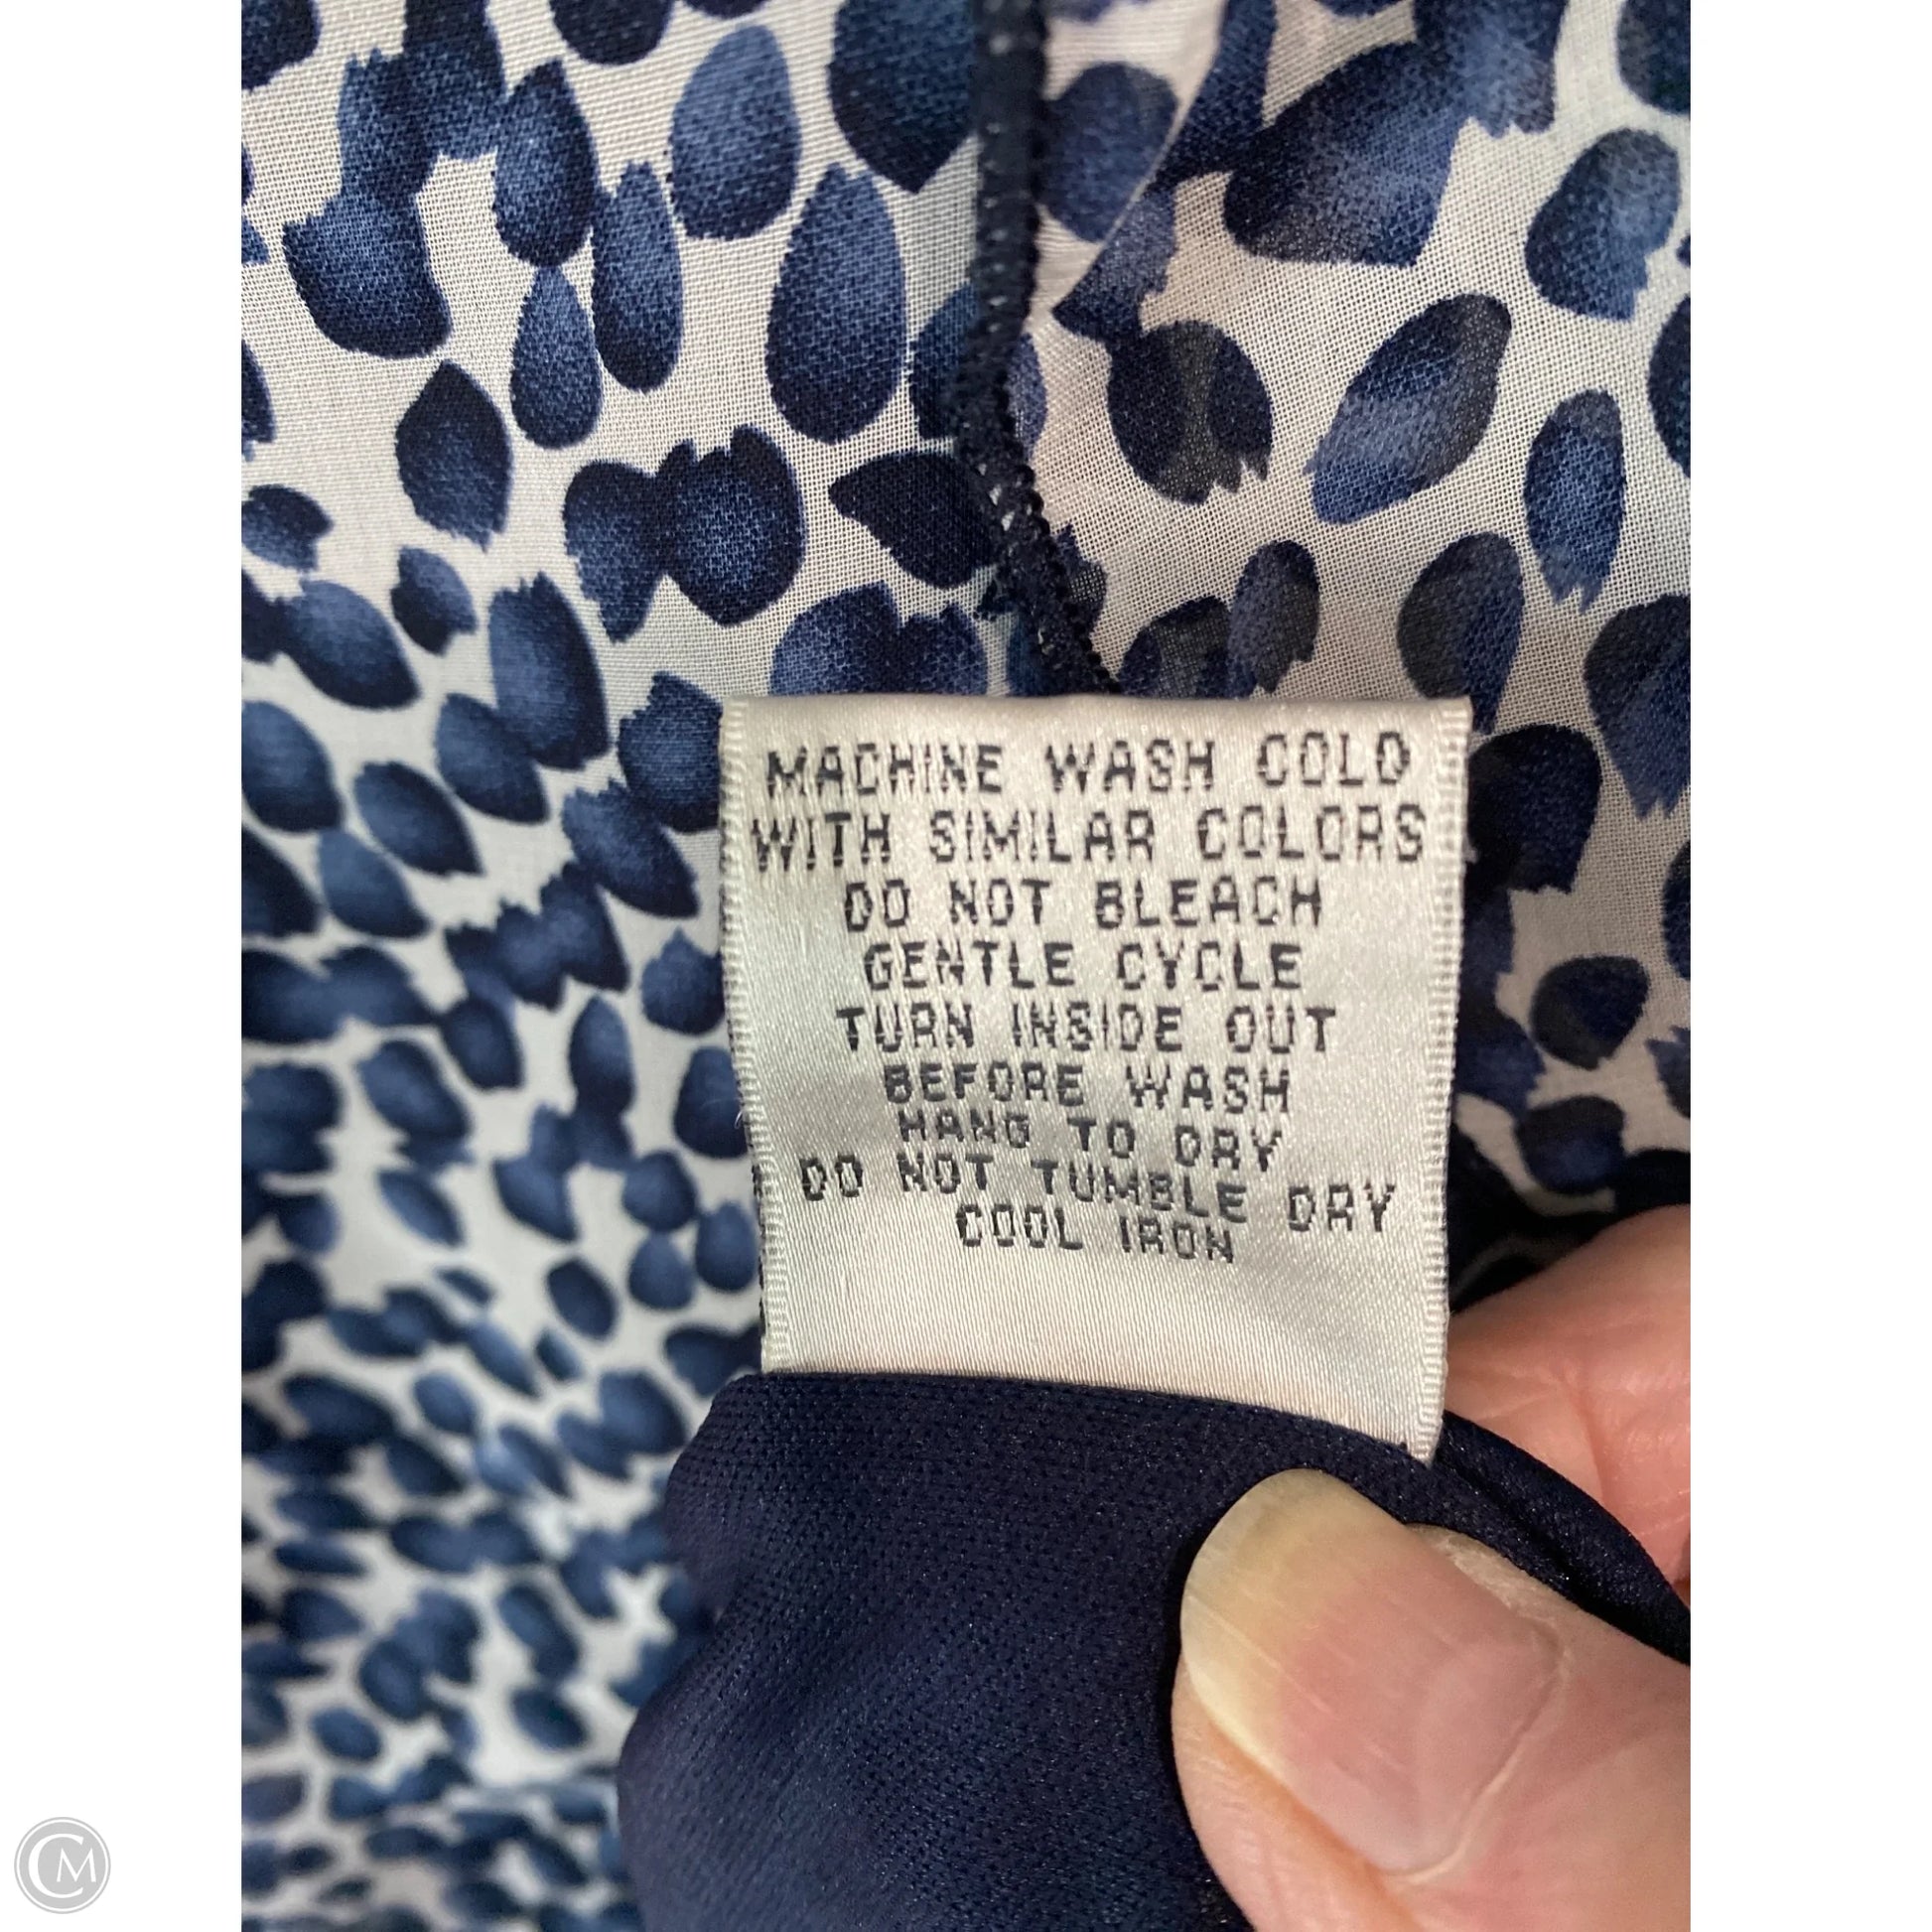 MACHINE WASH COLD
WITH SIMILAR COLORS
DO NOT BLEACH
GENTLE CYCLE
TURN INSIDE OUT
BEFORE WASH
HANG TO DRY
DO NOT TUMBLE DRY
COOL IRON
CM